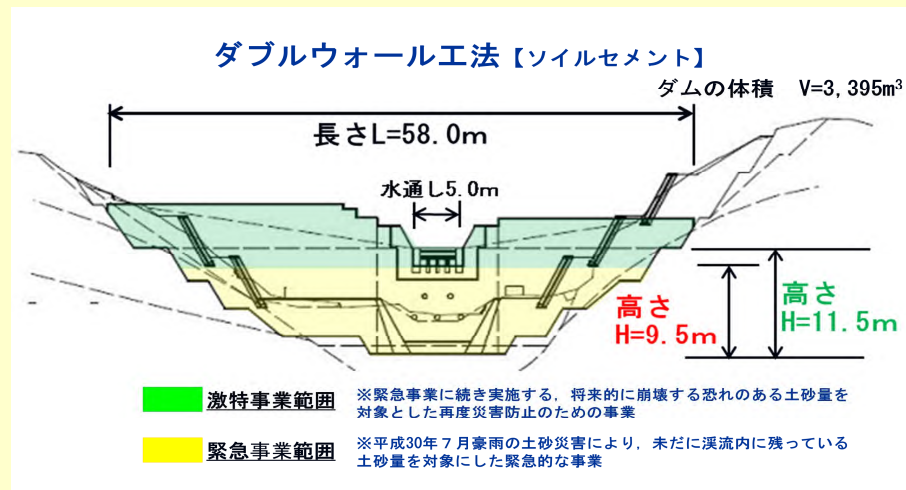 ダブルウォール工法【ソイルセメント】
ダムの体積 V=3,395m³
長さL=58.0m
水通し5.0m
高さ
H=9.5m
高さ
H=11.5m
激特事業範囲
※緊急事業に続き実施する，将来的に崩壊する恐れのある土砂量を
対象とした再度災害防止のための事業
緊急事業範囲
※平成30年７月豪雨の土砂災害により，未だに渓流内に残っている
土砂量を対象にした緊急的な事業